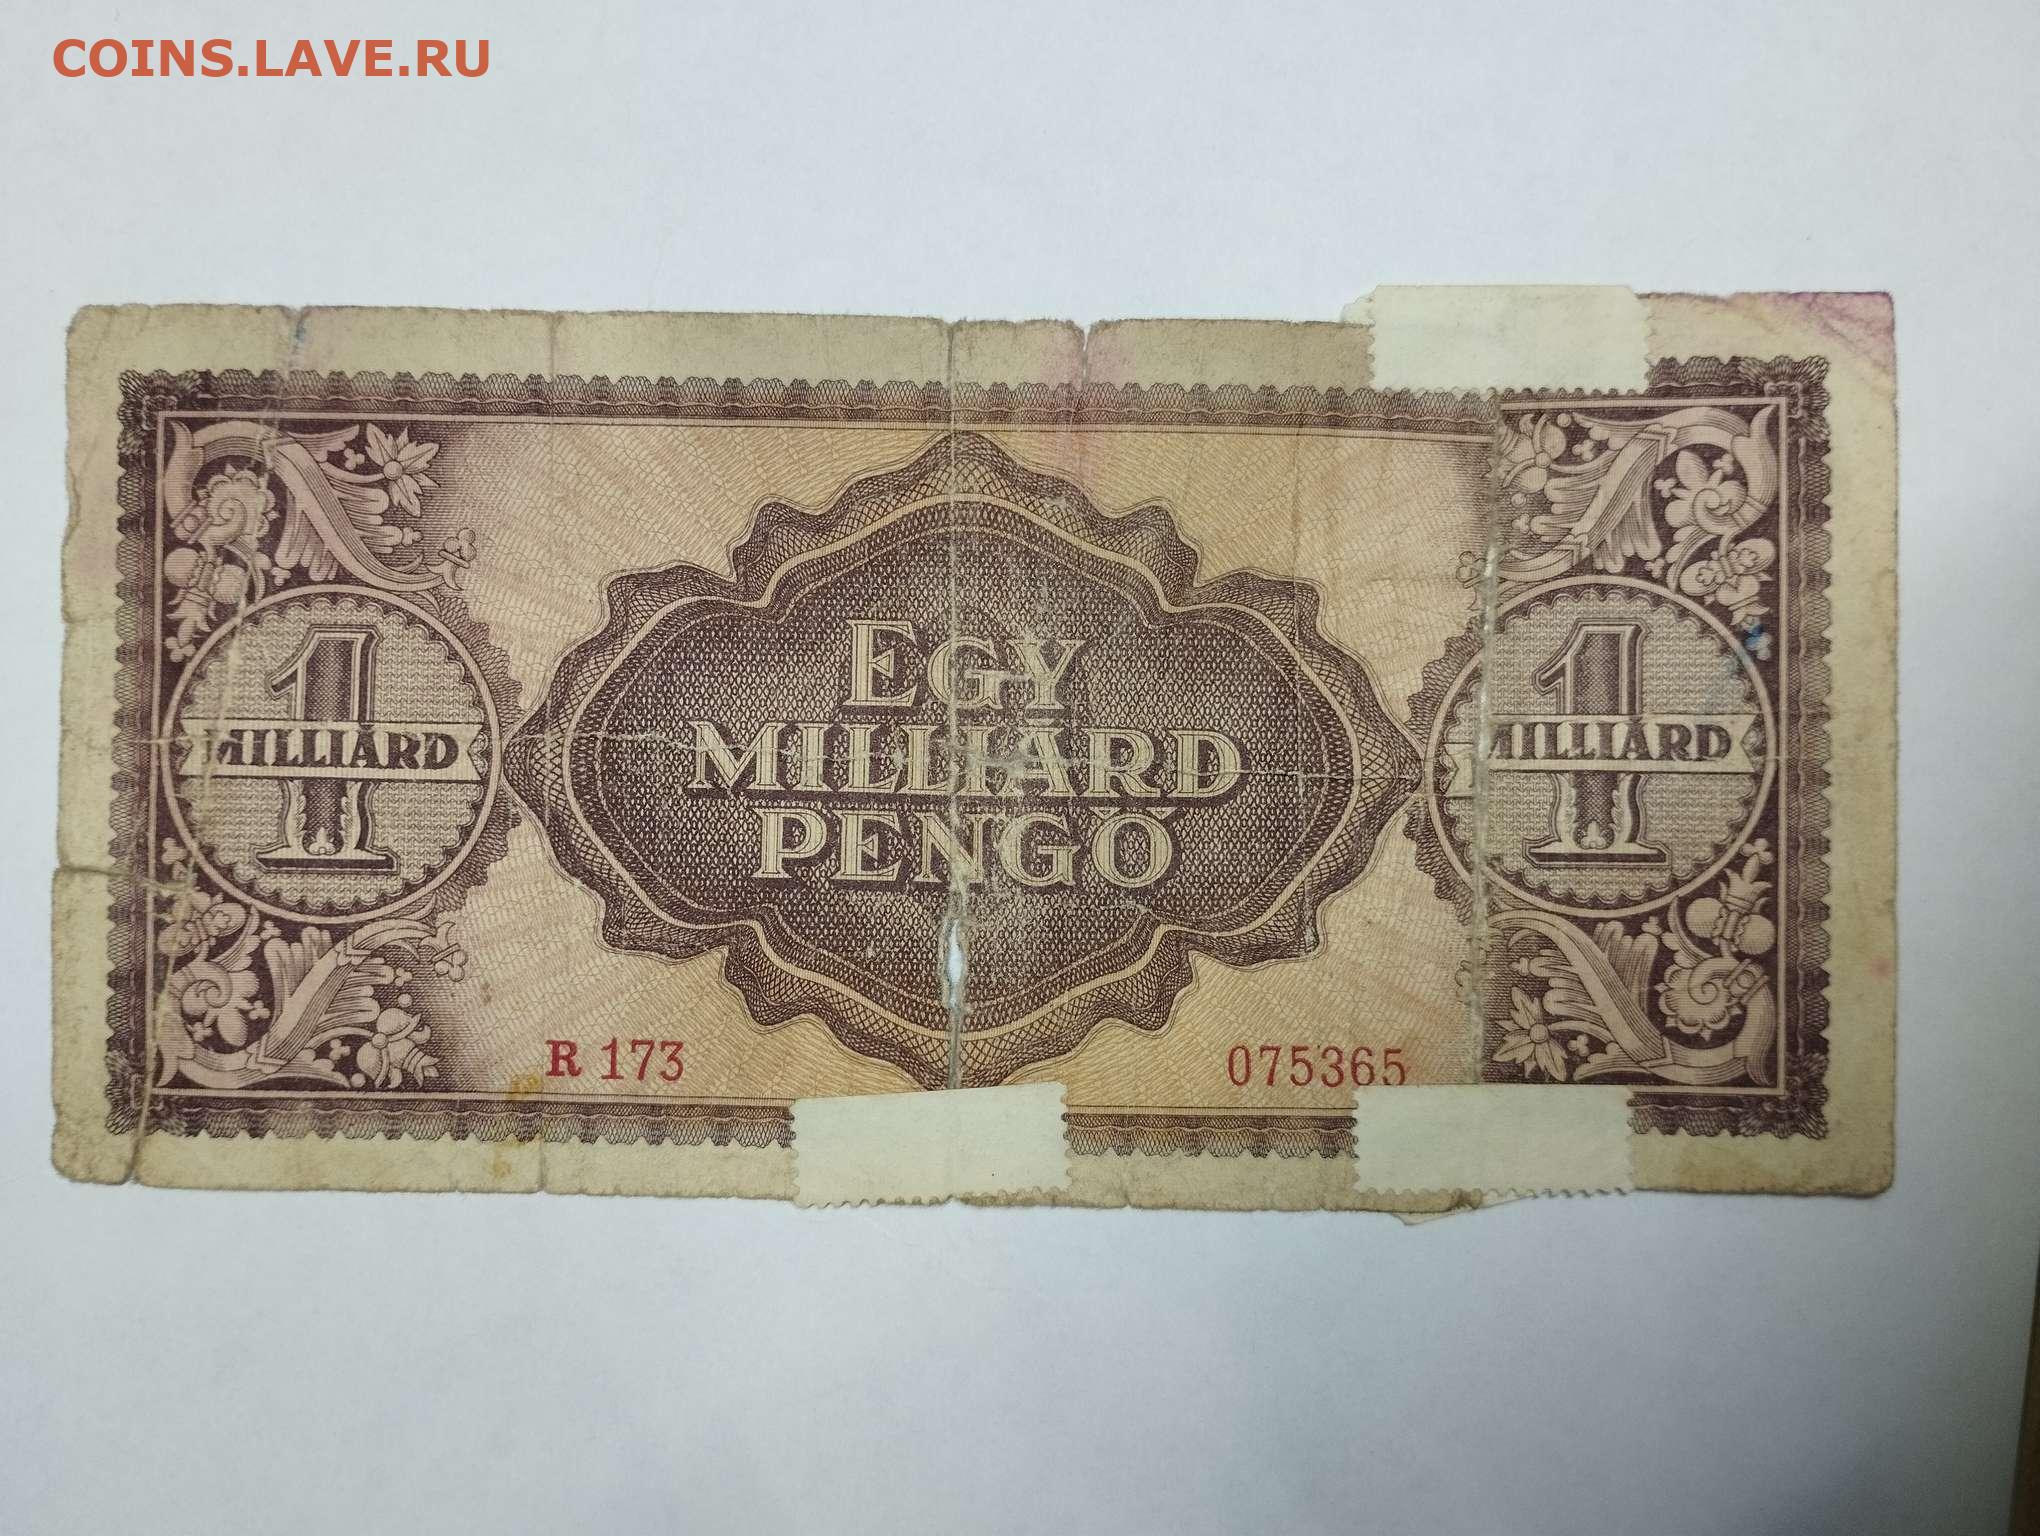 COINS.LAVE.RU
EGY
MILLIÁRD
PENGŐ
1
MILLIÁRD
1
MILLIÁRD
R 173
075365